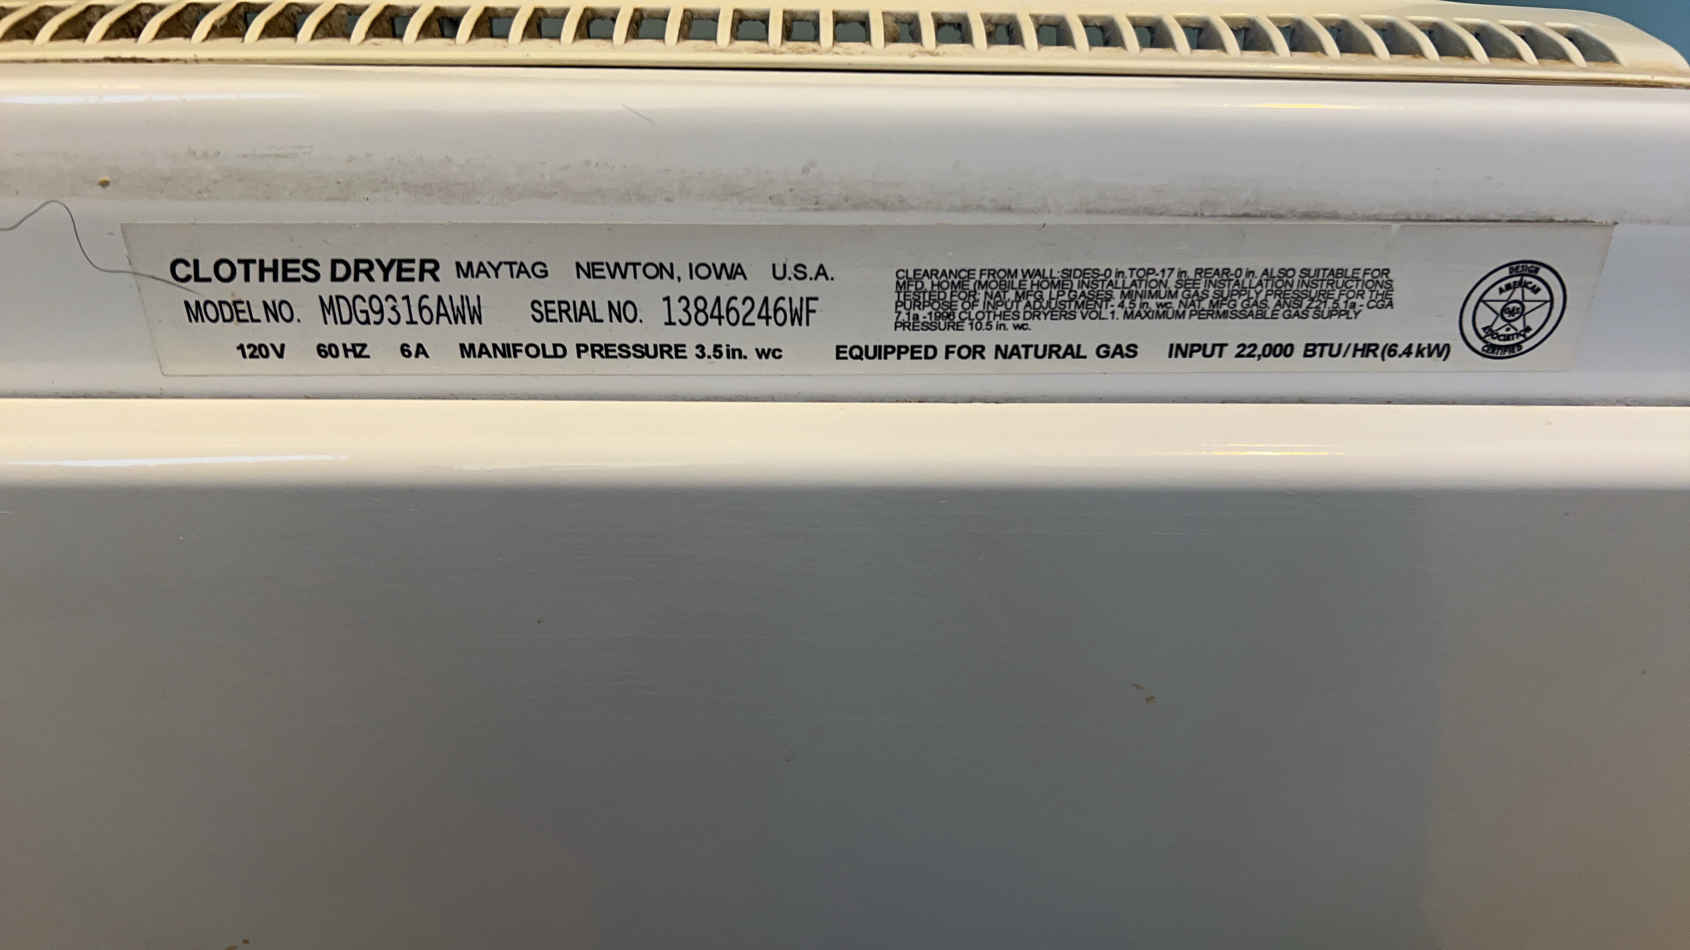 CLOTHES DRYER MAYTAG NEWTON, IOWA U.S.A.
MODEL NO. MDG9316AWW SERIAL NO. 13846246WF
120V 60HZ 6A MANIFOLD PRESSURE 3.5in. wc EQUIPPED FOR NATURAL GAS INPUT 22,000 BTU/HR(6.4kW)
CLEARANCE FROM WALL:SIDES-0 in.TOP-17 in. REAR-0 in. ALSO SUITABLE FOR
MFD. HOME (MOBILE HOME) INSTALLATION. SEE INSTALLATION INSTRUCTIONS.
TESTED FOR: NAT. MFG. LP GASES. MINIMUM GAS SUPPLY PRESSURE FOR THE
PURPOSE OF INPUT ADJUSTMENT- 4.5 in. wc. NAT. MFG GAS. ANSI Z21.5.1a - CGA
7.1a -1996 CLOTHES DRYERS VOL.1. MAXIMUM PERMISSABLE GAS SUPPLY
PRESSURE 10.5 in. wc.
DESIGN
AMERICAN
GAS
ASSOCIATION
CERTIFIED